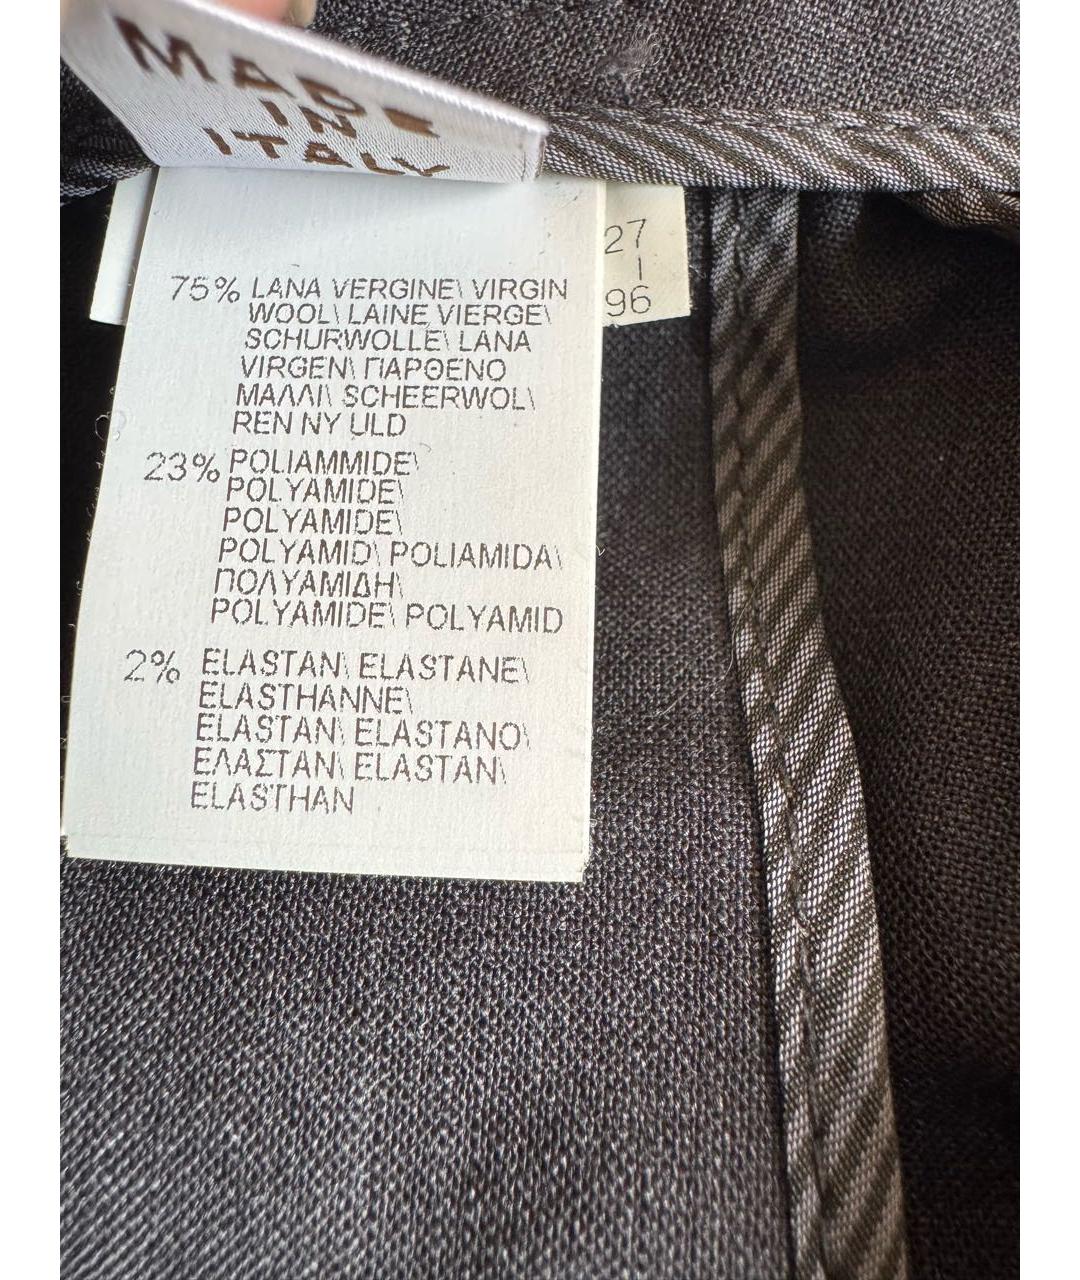 MADE
IN
ITALY
27
1
96
75% LANA VERGINE\ VIRGIN
WOOL\ LAINE VIERGE\
SCHURWOLLE\ LANA
VIRGEN\ ΠΑΡΘΕΝΟ
ΜΑΛΛΙ\ SCHEERWOL\
REN NY ULD
23% POLIAMMIDE\
POLYAMIDE\
POLYAMIDE\
POLYAMID\ POLIAMIDA\
ΠΟΛΥΑΜΙΔΗ\
POLYAMIDE\ POLYAMID
2% ELASTAN\ ELASTANE\
ELASTHANNE\
ELASTAN\ ELASTANO\
ΕΛΑΣΤΑΝ\ ELASTAN\
ELASTHAN